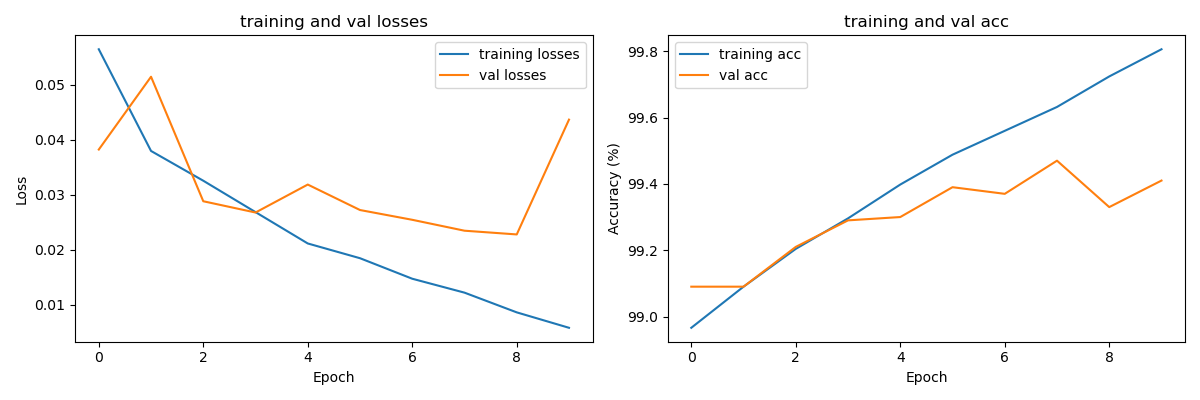 training and val losses
training losses
val losses
0.05
0.04
0.03
0.02
0.01
Loss
0 2 4 6 8
Epoch
training and val acc
training acc
val acc
99.8
99.6
99.4
99.2
99.0
Accuracy (%)
0 2 4 6 8
Epoch